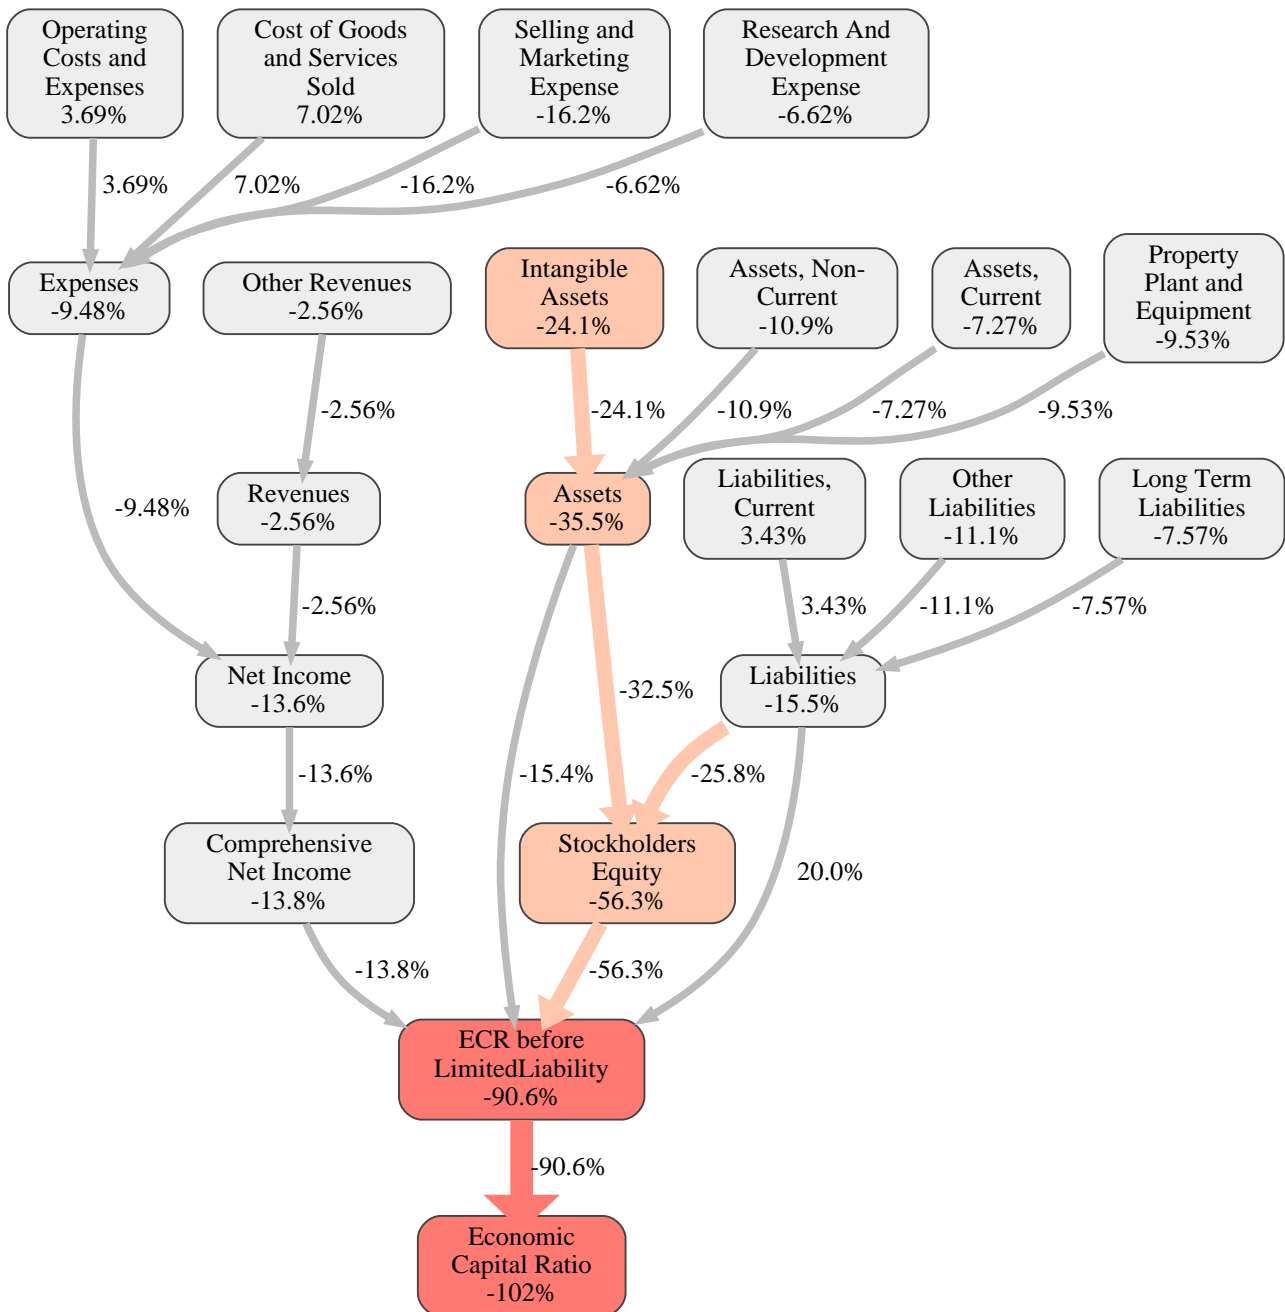 Operating
Costs and
Expenses
3.69%
Cost of Goods
and Services
Sold
7.02%
Selling and
Marketing
Expense
-16.2%
Research And
Development
Expense
-6.62%
3.69%
7.02%
-16.2%
-6.62%
Expenses
-9.48%
Other Revenues
-2.56%
Intangible
Assets
-24.1%
Assets, Non-
Current
-10.9%
Assets,
Current
-7.27%
Property
Plant and
Equipment
-9.53%
-2.56%
-24.1%
-10.9%
-7.27%
-9.53%
-9.48%
Revenues
-2.56%
Assets
-35.5%
Liabilities,
Current
3.43%
Other
Liabilities
-11.1%
Long Term
Liabilities
-7.57%
-2.56%
3.43%
-11.1%
-7.57%
Net Income
-13.6%
-32.5%
Liabilities
-15.5%
-13.6%
-15.4%
-25.8%
Comprehensive
Net Income
-13.8%
Stockholders
Equity
-56.3%
20.0%
-13.8%
-56.3%
ECR before
LimitedLiability
-90.6%
-90.6%
Economic
Capital Ratio
-102%